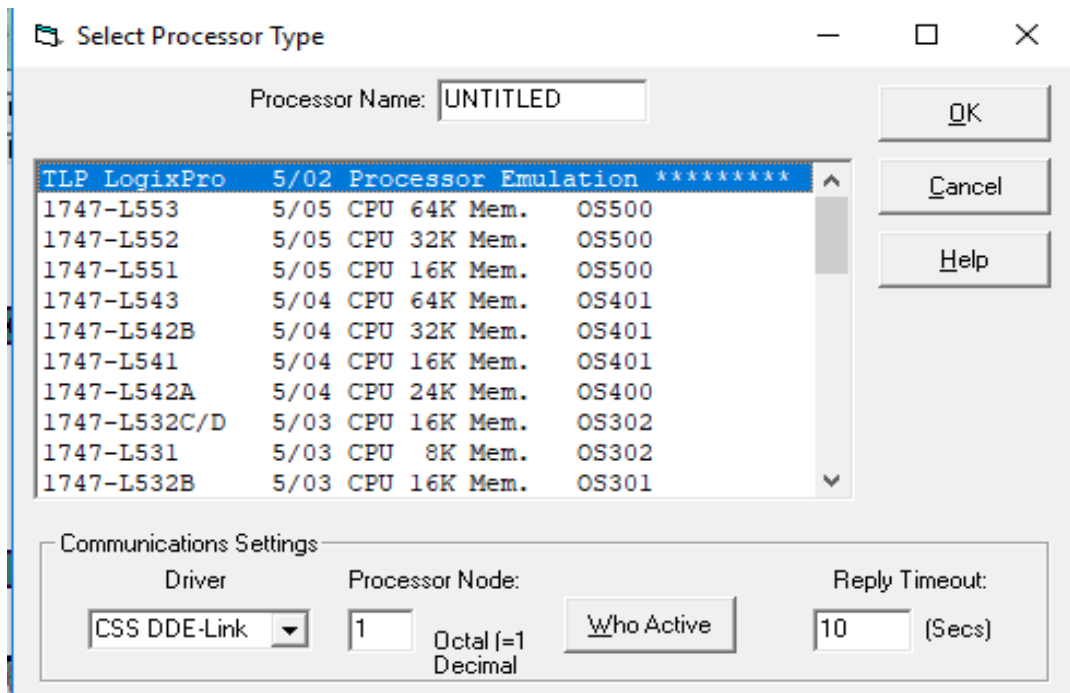 Select Processor Type
Processor Name: UNTITLED
OK
TLP LogixPro 5/02 Processor Emulation *********
1747-L553 5/05 CPU 64K Mem. OS500
1747-L552 5/05 CPU 32K Mem. OS500
1747-L551 5/05 CPU 16K Mem. OS500
1747-L543 5/04 CPU 64K Mem. OS401
1747-L542B 5/04 CPU 32K Mem. OS401
1747-L541 5/04 CPU 16K Mem. OS401
1747-L542A 5/04 CPU 24K Mem. OS400
1747-L532C/D 5/03 CPU 16K Mem. OS302
1747-L531 5/03 CPU 8K Mem. OS302
1747-L532B 5/03 CPU 16K Mem. OS301
Cancel
Help
Communications Settings
Driver
CSS DDE-Link
Processor Node:
1
Octal (=1
Decimal
Who Active
Reply Timeout:
10 (Secs)